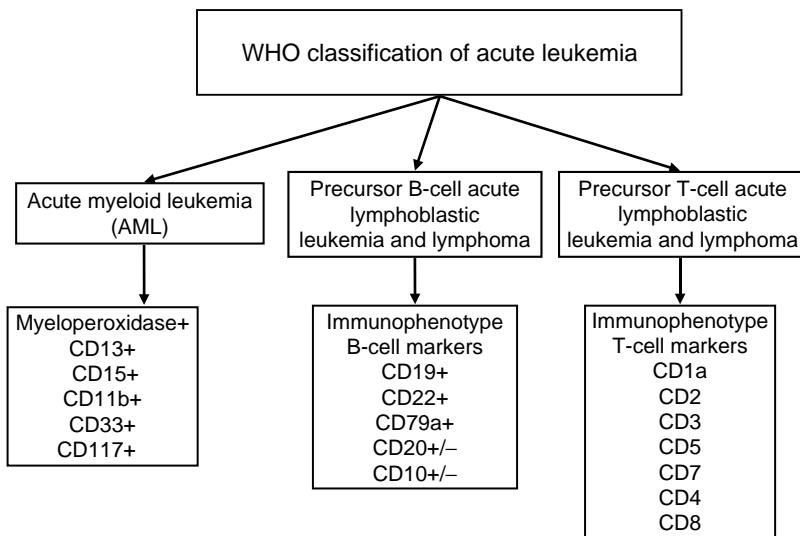 WHO classification of acute leukemia
Acute myeloid leukemia
(AML)
Precursor B-cell acute
lymphoblastic
leukemia and lymphoma
Precursor T-cell acute
lymphoblastic
leukemia and lymphoma
Myeloperoxidase+
CD13+
CD15+
CD11b+
CD33+
CD117+
Immunophenotype
B-cell markers
CD19+
CD22+
CD79a+
CD20+/−
CD10+/−
Immunophenotype
T-cell markers
CD1a
CD2
CD3
CD5
CD7
CD4
CD8